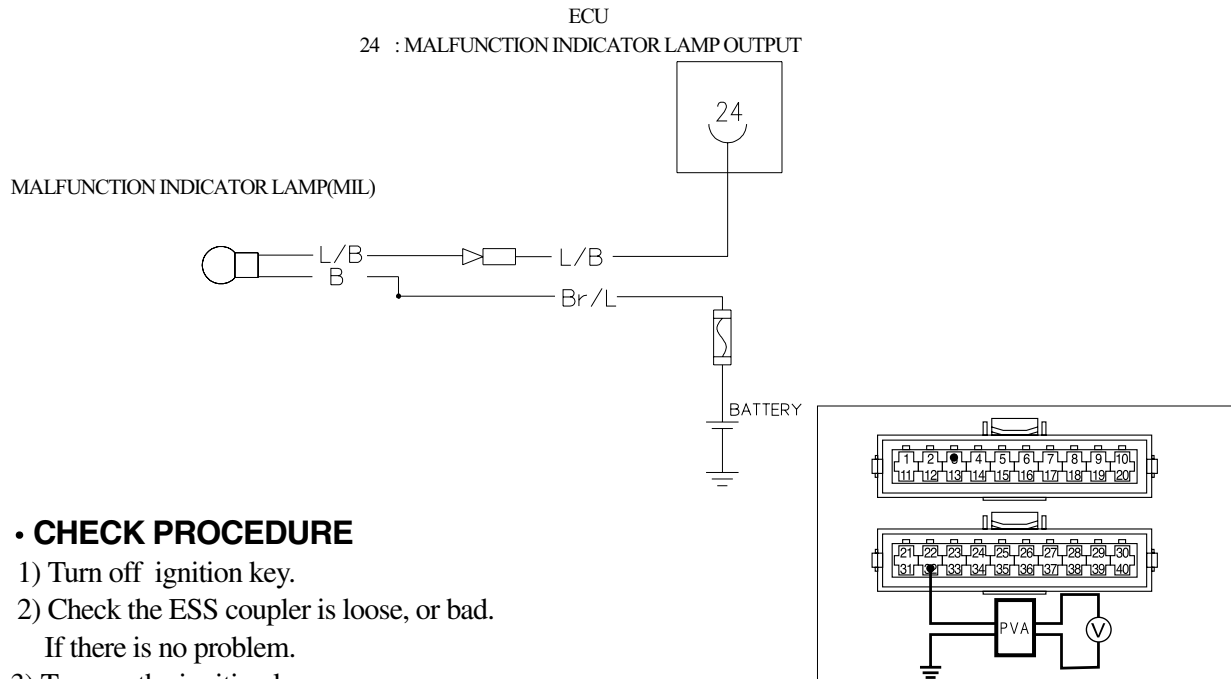 ECU
24 : MALFUNCTION INDICATOR LAMP OUTPUT
24
MALFUNCTION INDICATOR LAMP(MIL)
L/B
L/B
B
Br/L
BATTERY
1 2 4 5 6 7 8 9 10
11 12 13 14 15 16 17 18 19 20
21 22 23 24 25 26 27 28 29 30
31 33 34 35 36 37 38 39 40
PVA
V
• CHECK PROCEDURE
1) Turn off ignition key.
2) Check the ESS coupler is loose, or bad.
If there is no problem.